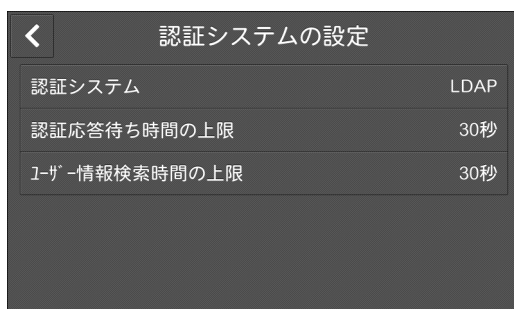 認証システムの設定
認証システム LDAP
認証応答待ち時間の上限 30秒
ﾕｰｻﾞｰ情報検索時間の上限 30秒